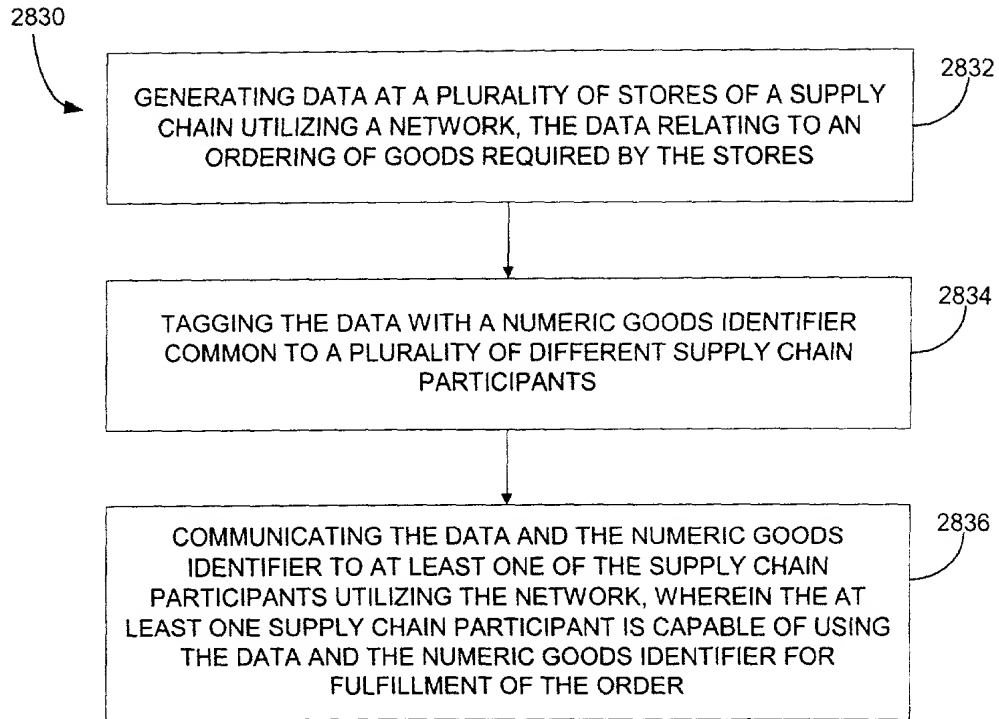 2830
2832
GENERATING DATA AT A PLURALITY OF STORES OF A SUPPLY
CHAIN UTILIZING A NETWORK, THE DATA RELATING TO AN
ORDERING OF GOODS REQUIRED BY THE STORES
2834
TAGGING THE DATA WITH A NUMERIC GOODS IDENTIFIER
COMMON TO A PLURALITY OF DIFFERENT SUPPLY CHAIN
PARTICIPANTS
2836
COMMUNICATING THE DATA AND THE NUMERIC GOODS
IDENTIFIER TO AT LEAST ONE OF THE SUPPLY CHAIN
PARTICIPANTS UTILIZING THE NETWORK, WHEREIN THE AT
LEAST ONE SUPPLY CHAIN PARTICIPANT IS CAPABLE OF USING
THE DATA AND THE NUMERIC GOODS IDENTIFIER FOR
FULFILLMENT OF THE ORDER